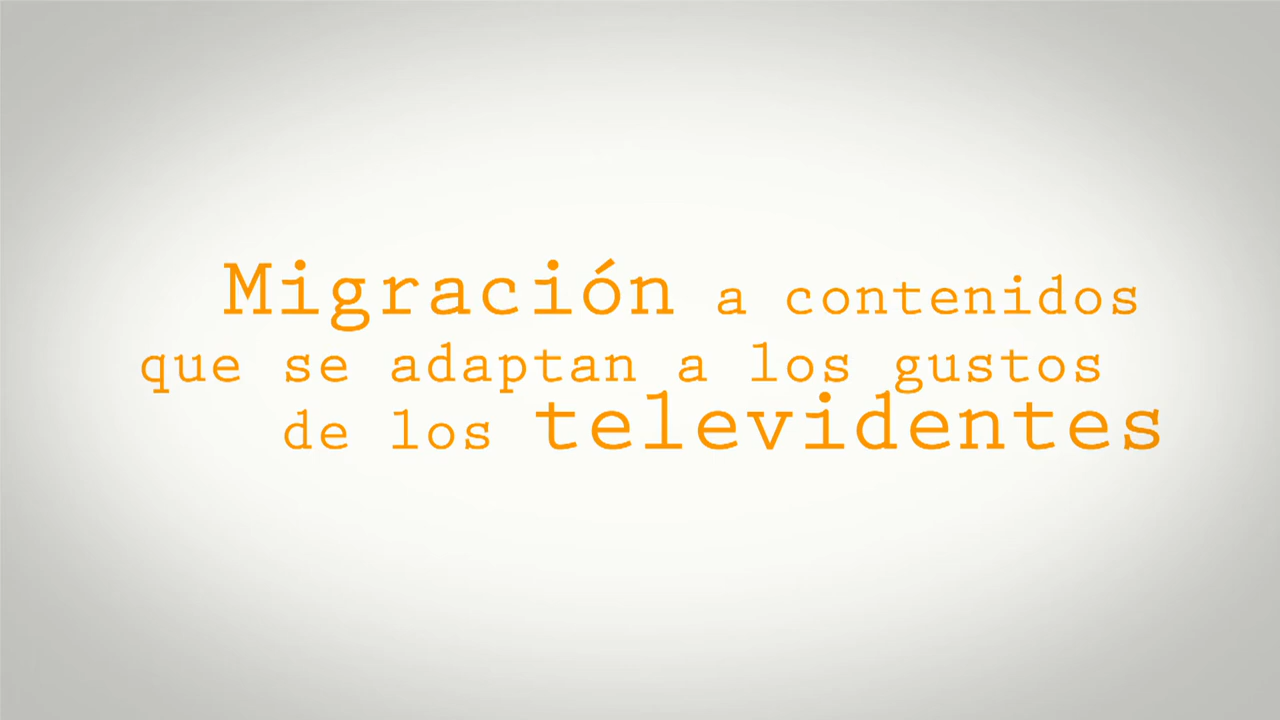 Migración a contenidos
que se adaptan a los gustos
de los televidentes